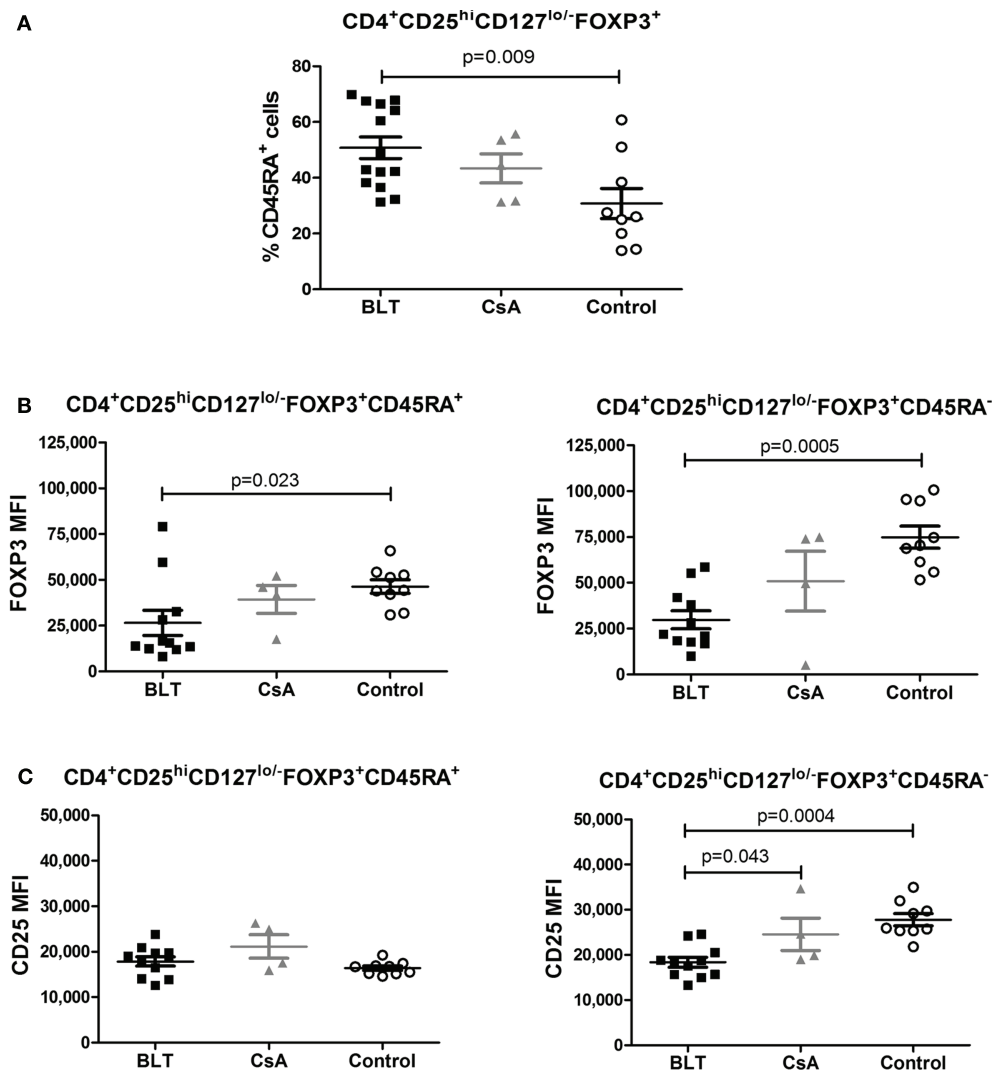 A
CD4+CD25hiCD127lo/-FOXP3+
p=0.009
% CD45RA+ cells
80
60
40
20
0
BLT CsA Control
B
CD4+CD25hiCD127lo/-FOXP3+CD45RA+
p=0.023
FOXP3 MFI
125,000
100,000
75,000
50,000
25,000
0
BLT CsA Control
CD4+CD25hiCD127lo/-FOXP3+CD45RA-
p=0.0005
FOXP3 MFI
125,000
100,000
75,000
50,000
25,000
0
BLT CsA Control
C
CD4+CD25hiCD127lo/-FOXP3+CD45RA+
CD25 MFI
50,000
40,000
30,000
20,000
10,000
0
BLT CsA Control
CD4+CD25hiCD127lo/-FOXP3+CD45RA-
p=0.0004
p=0.043
CD25 MFI
50,000
40,000
30,000
20,000
10,000
0
BLT CsA Control